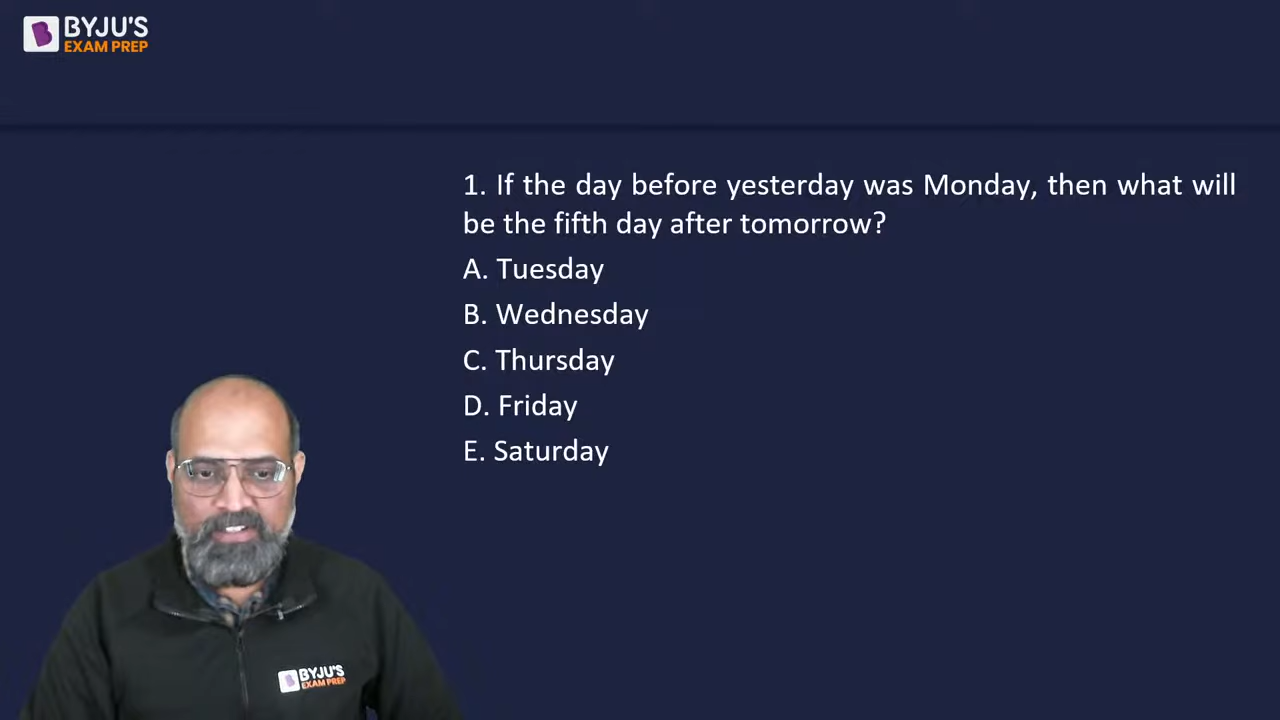 BYJU'S
EXAM PREP
1. If the day before yesterday was Monday, then what will
be the fifth day after tomorrow?
A. Tuesday
B. Wednesday
C. Thursday
D. Friday
E. Saturday
BYJU'S
EXAM PREP